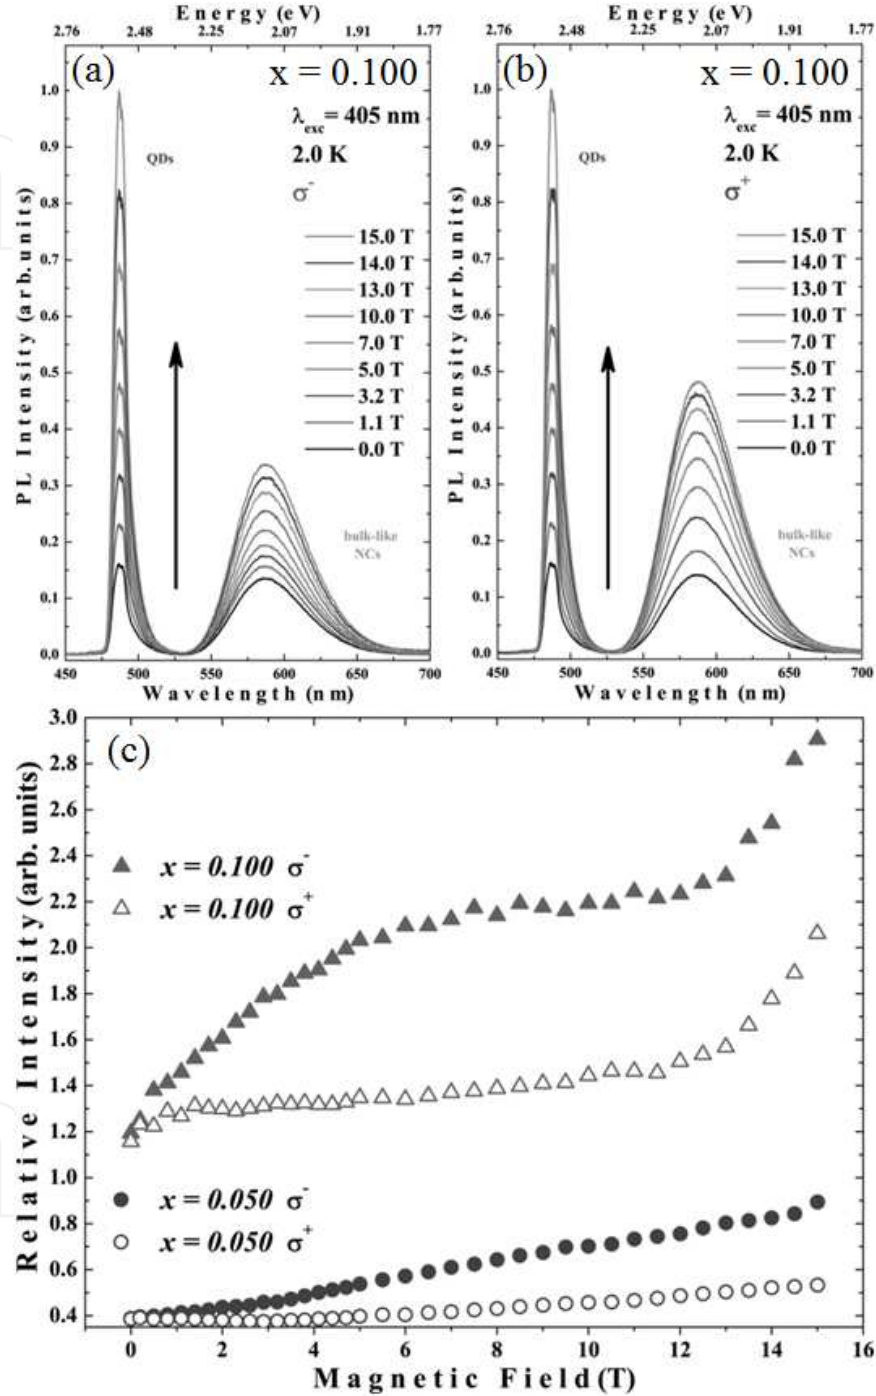 Energy (eV)
2.76 2.48 2.25 2.07 1.91 1.77
(a) x = 0.100
λexc= 405 nm
2.0 K
QDs
σ-
15.0 T
14.0 T
13.0 T
10.0 T
7.0 T
5.0 T
3.2 T
1.1 T
0.0 T
bulk-like
NCs
PL Intensity (arb.units)
1.0
0.9
0.8
0.7
0.6
0.5
0.4
0.3
0.2
0.1
0.0
450 500 550 600 650 700
Wavelength (nm)
Energy (eV)
2.76 2.48 2.25 2.07 1.91 1.77
(b) x = 0.100
λexc= 405 nm
2.0 K
QDs
σ+
15.0 T
14.0 T
13.0 T
10.0 T
7.0 T
5.0 T
3.2 T
1.1 T
0.0 T
bulk-like
NCs
PL Intensity (arb.units)
1.0
0.9
0.8
0.7
0.6
0.5
0.4
0.3
0.2
0.1
0.0
450 500 550 600 650 700
Wavelength (nm)
(c)
x = 0.100 σ-
x = 0.100 σ+
x = 0.050 σ-
x = 0.050 σ+
Relative Intensity (arb. units)
3.0
2.8
2.6
2.4
2.2
2.0
1.8
1.6
1.4
1.2
1.0
0.8
0.6
0.4
0 2 4 6 8 10 12 14 16
Magnetic Field (T)